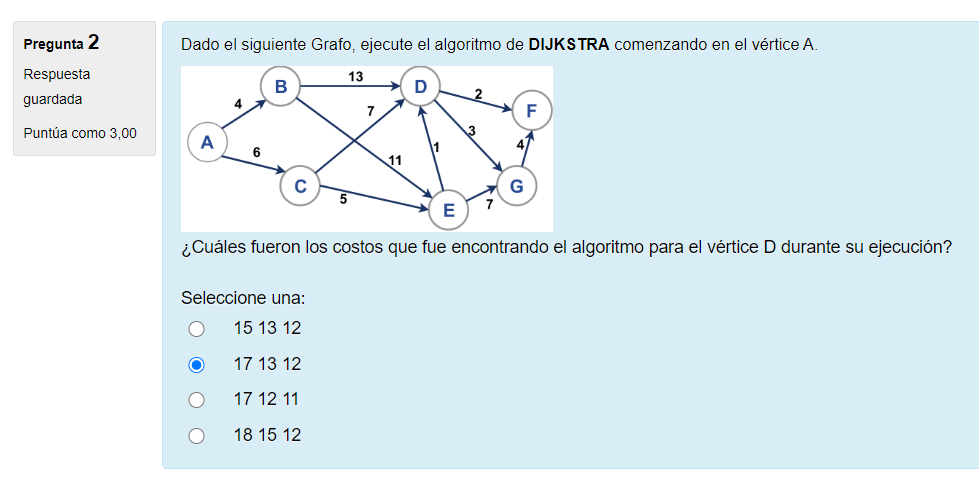 Pregunta 2
Respuesta
guardada
Puntúa como 3,00
Dado el siguiente Grafo, ejecute el algoritmo de DIJKSTRA comenzando en el vértice A.
13
B
D
2
4
7
F
A
3
6
4
1
11
C
G
5
E
7
¿Cuáles fueron los costos que fue encontrando el algoritmo para el vértice D durante su ejecución?
Seleccione una:
15 13 12
17 13 12
17 12 11
18 15 12